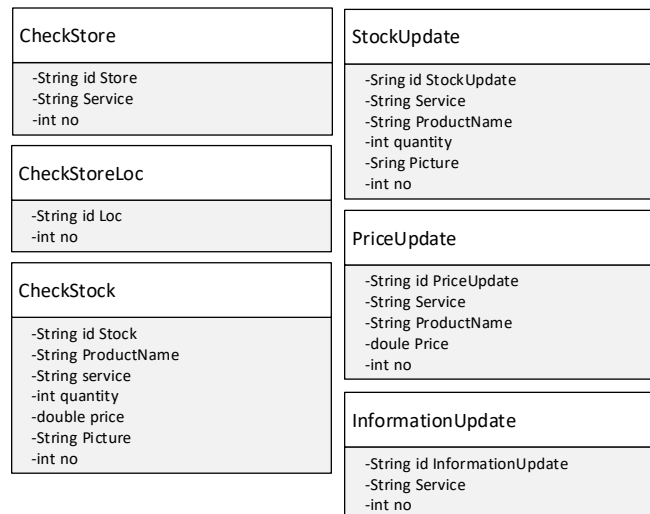 CheckStore
-String id Store
-String Service
-int no
CheckStoreLoc
-String id Loc
-int no
CheckStock
-String id Stock
-String ProductName
-String service
-int quantity
-double price
-String Picture
-int no
StockUpdate
-Sring id StockUpdate
-String Service
-String ProductName
-int quantity
-Sring Picture
-int no
PriceUpdate
-String id PriceUpdate
-String Service
-String ProductName
-doule Price
-int no
InformationUpdate
-String id InformationUpdate
-String Service
-int no